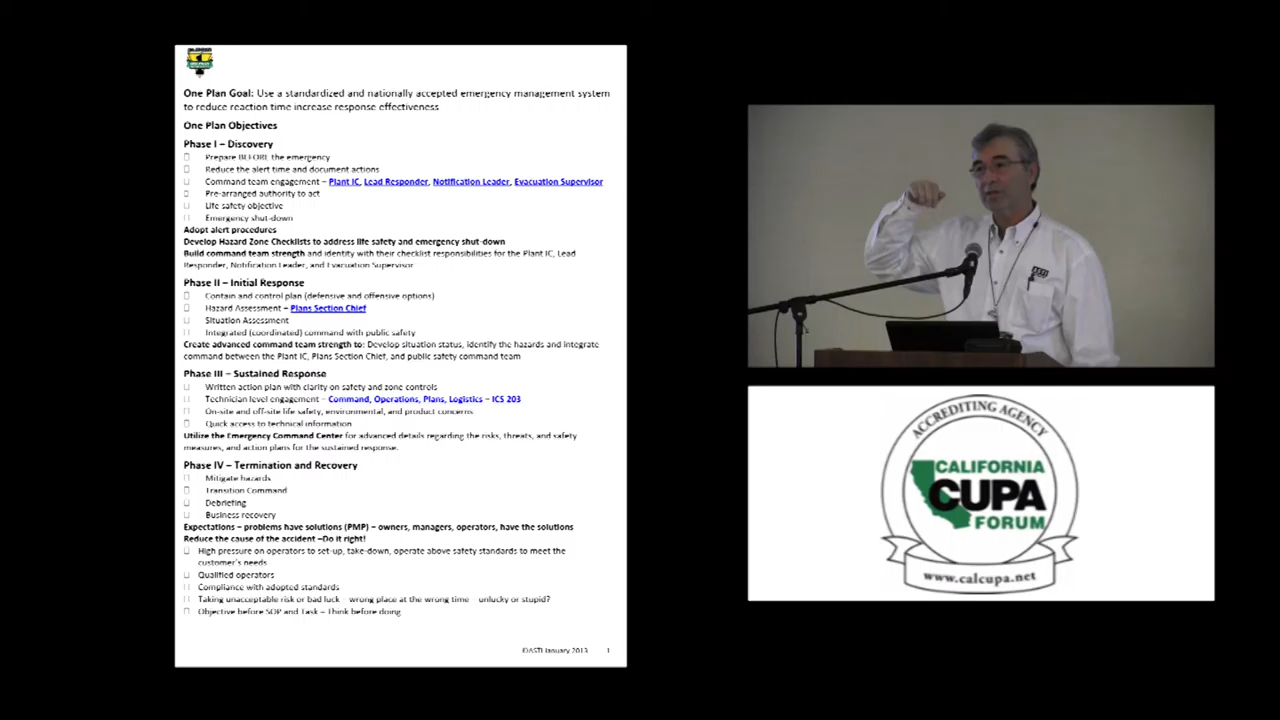 One Plan Goal: Use a standardized and nationally accepted emergency management system
to reduce reaction time increase response effectiveness
One Plan Objectives
Phase I – Discovery
Prepare BEFORE the emergency
Reduce the alert time and document actions
Command team engagement – Plant IC, Lead Responder, Notification Leader, Evacuation Supervisor
Pre-arranged authority to act
Life safety objective
Emergency shut-down
Adopt alert procedures
Develop Hazard Zone Checklists to address life safety and emergency shut-down
Build command team strength and identity with their checklist responsibilities for the Plant IC, Lead
Responder, Notification Leader, and Evacuation Supervisor
Phase II – Initial Response
Contain and control plan (defensive and offensive options)
Hazard Assessment – Plans Section Chief
Situation Assessment
Integrated (coordinated) command with public safety
Create advanced command team strength to: Develop situation status, identify the hazards and integrate
command between the Plant IC, Plans Section Chief, and public safety command team
Phase III – Sustained Response
Written action plan with clarity on safety and zone controls
Technician level engagement – Command, Operations, Plans, Logistics – ICS 203
On-site and off-site life safety, environmental, and product concerns
Quick access to technical information
Utilize the Emergency Command Center for advanced details regarding the risks, threats, and safety
measures, and action plans for the sustained response.
Phase IV – Termination and Recovery
Mitigate hazards
Transition Command
Debriefing
Business recovery
Expectations – problems have solutions (PMP) – owners, managers, operators, have the solutions
Reduce the cause of the accident –Do it right!
High pressure on operators to set-up, take-down, operate above safety standards to meet the
customer's needs
Qualified operators
Compliance with adopted standards
Taking unacceptable risk or bad luck – wrong place at the wrong time – unlucky or stupid?
Objective before SOP and Task – Think before doing
©ASTI January 2013 1
ACCREDITING AGENCY
CALIFORNIA
CUPA
FORUM
www.calcupa.net